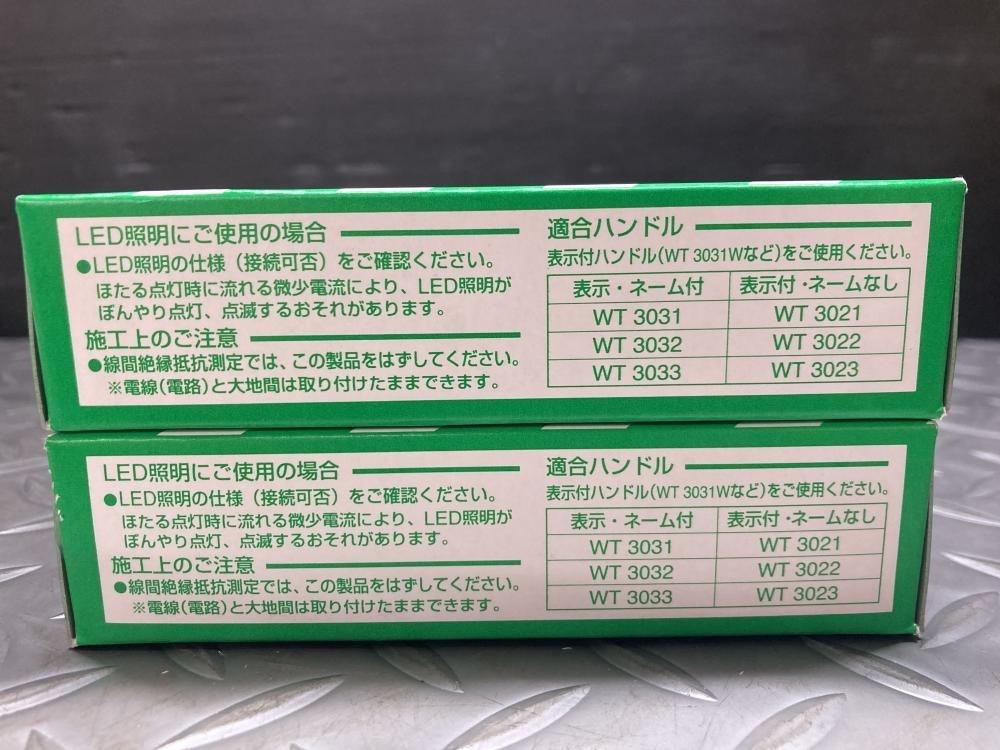 LED照明にご使用の場合
●LED照明の仕様（接続可否）をご確認ください。
ほたる点灯時に流れる微少電流により、LED照明が
ぼんやり点灯、点滅するおそれがあります。
施工上のご注意
●線間絶縁抵抗測定では、この製品をはずしてください。
※電線（電路）と大地間は取り付けたままできます。
適合ハンドル
表示付ハンドル（WT 3031Wなど）をご使用ください。
表示・ネーム付 表示付・ネームなし
WT 3031 WT 3021
WT 3032 WT 3022
WT 3033 WT 3023
LED照明にご使用の場合
●LED照明の仕様（接続可否）をご確認ください。
ほたる点灯時に流れる微少電流により、LED照明が
ぼんやり点灯、点滅するおそれがあります。
施工上のご注意
●線間絶縁抵抗測定では、この製品をはずしてください。
※電線（電路）と大地間は取り付けたままできます。
適合ハンドル
表示付ハンドル（WT 3031Wなど）をご使用ください。
表示・ネーム付 表示付・ネームなし
WT 3031 WT 3021
WT 3032 WT 3022
WT 3033 WT 3023